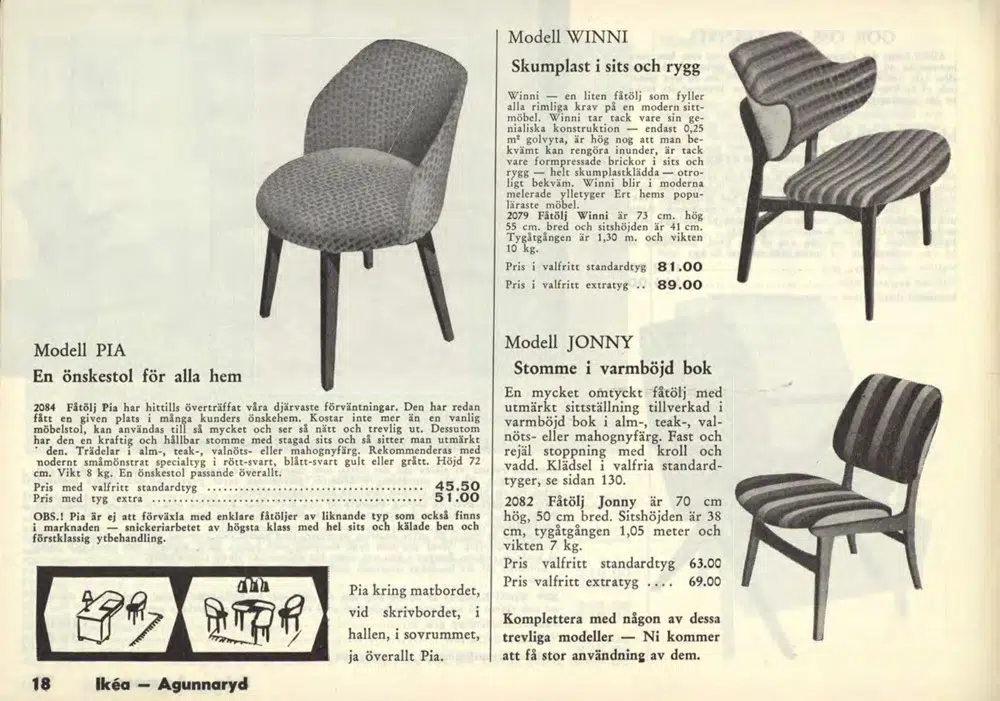 Modell PIA
En önskestol för alla hem
2084 Fåtölj Pia har hittills överträffat våra djärvaste förväntningar. Den har redan
fått en given plats i många kunders önskehem. Kostar inte mer än en vanlig
möbelstol, kan användas till så mycket och ser så nätt och trevlig ut. Dessutom
har den en kraftig och hållbar stomme med stagad sits och så sitter man utmärkt
den. Trädelar i alm-, teak-, valnöts- eller mahognyfärg. Rekommenderas med
modernt småmönstrat specialtyg i rött-svart, blått-svart gult eller grått. Höjd 72
cm. Vikt 8 kg. En önskestol passande överallt.
Pris med valfritt standardtyg .................................... 45.50
Pris med tyg extra .............................................. 51.00
OBS.! Pia är ej att förväxla med enklare fåtöljer av liknande typ som också finns
i marknaden — snickeriarbetet av högsta klass med hel sits och kälade ben och
förstklassig ytbehandling.
Pia kring matbordet,
vid skrivbordet, i
hallen, i sovrummet,
ja överallt Pia.
18 Ikéa — Agunnaryd
Modell WINNI
Skumplast i sits och rygg
Winni — en liten fåtölj som fyller
alla rimliga krav på en modern sitt-
möbel. Winni tar tack vare sin ge-
nialiska konstruktion — endast 0,25
m² golvyta, är hög nog att man be-
kvämt kan rengöra inunder, är tack
vare formpressade brickor i sits och
rygg — helt skumplastklädda — otro-
ligt bekväm. Winni blir i moderna
melerade ylletyger Ert hems popu-
läraste möbel.
2079 Fåtölj Winni är 73 cm. hög
55 cm. bred och sitshöjden är 41 cm.
Tygåtgången är 1,30 m. och vikten
10 kg.
Pris i valfritt standardtyg 81.00
Pris i valfritt extratyg .. 89.00
Modell JONNY
Stomme i varmböjd bok
En mycket omtyckt fåtölj med
utmärkt sittställning tillverkad i
varmböjd bok i alm-, teak-, val-
nöts- eller mahognyfärg. Fast och
rejäl stoppning med kroll och
vadd. Klädsel i valfria standard-
tyger, se sidan 130.
2082 Fåtölj Jonny är 70 cm
hög, 50 cm bred. Sitshöjden är 38
cm, tygåtgången 1,05 meter och
vikten 7 kg.
Pris valfritt standardtyg 63.00
Pris valfritt extratyg .... 69.00
Komplettera med någon av dessa
trevliga modeller — Ni kommer
att få stor användning av dem.